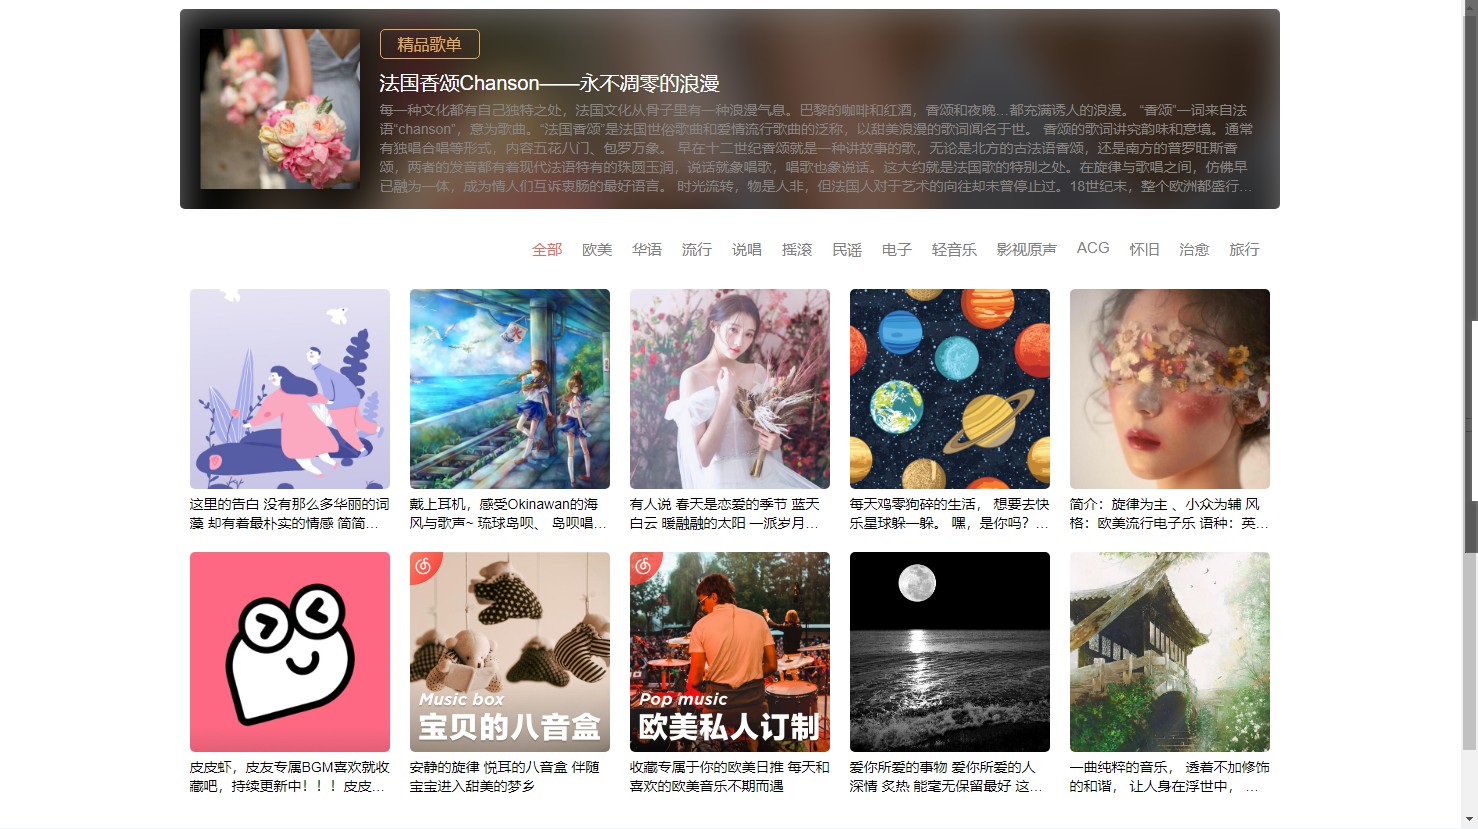 精品歌单
法国香颂Chanson——永不凋零的浪漫
每一种文化都有自己独特之处，法国文化从骨子里有一种浪漫气息。巴黎的咖啡和红酒，香颂和夜晚...都充满诱人的浪漫。 “香颂”一词来自法
语“chanson”，意为歌曲。“法国香颂”是法国世俗歌曲和爱情流行歌曲的泛称，以甜美浪漫的歌词闻名于世。 香颂的歌词讲究韵味和意境。通常
有独唱合唱等形式，内容五花八门、包罗万象。 早在十二世纪香颂就是一种讲故事的歌，无论是北方的古法语香颂，还是南方的普罗旺斯香
颂，两者的发音都有着现代法语特有的珠圆玉润，说话就象唱歌，唱歌也象说话。这大约就是法国歌的特别之处。在旋律与歌唱之间，仿佛早
已融为一体，成为情人们互诉衷肠的最好语言。 时光流转，物是人非，但法国人对于艺术的向往却未曾停止过。18世纪末，整个欧洲都盛行...
全部 欧美 华语 流行 说唱 摇滚 民谣 电子 轻音乐 影视原声 ACG 怀旧 治愈 旅行
这里的告白 没有那么多华丽的词
藻 却有着最朴实的情感 简简...
戴上耳机，感受Okinawan的海
风与歌声~ 琉球岛呗、 岛呗唱...
有人说 春天是恋爱的季节 蓝天
白云 暖融融的太阳 一派岁月...
每天鸡零狗碎的生活， 想要去快
乐星球躲一躲。 嘿，是你吗？...
简介：旋律为主 、小众为辅 风
格：欧美流行电子乐 语种：英...
Music box
宝贝的八音盒
Pop music
欧美私人订制
皮皮虾，皮友专属BGM喜欢就收
藏吧，持续更新中！！！ 皮皮...
安静的旋律 悦耳的八音盒 伴随
宝宝进入甜美的梦乡
收藏专属于你的欧美日推 每天和
喜欢的欧美音乐不期而遇
爱你所爱的事物 爱你所爱的人
深情 炙热 能毫无保留最好 这...
一曲纯粹的音乐， 透着不加修饰
的和谐， 让人身在浮世中， ...